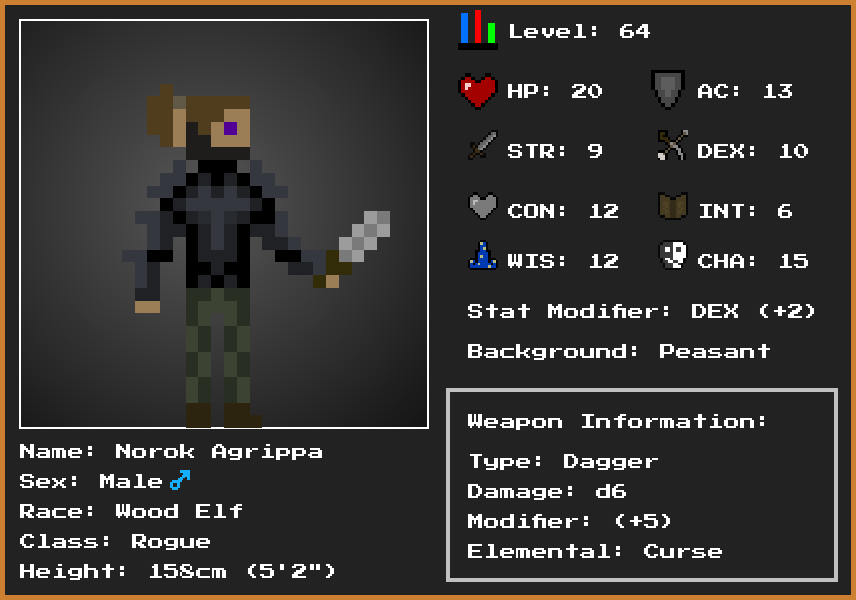 Level: 64
HP: 20 AC: 13
STR: 9 DEX: 10
CON: 12 INT: 6
WIS: 12 CHA: 15
Stat Modifier: DEX (+2)
Background: Peasant
Weapon Information:
Type: Dagger
Damage: d6
Modifier: (+5)
Elemental: Curse
Name: Norok Agrippa
Sex: Male♂
Race: Wood Elf
Class: Rogue
Height: 158cm (5'2")